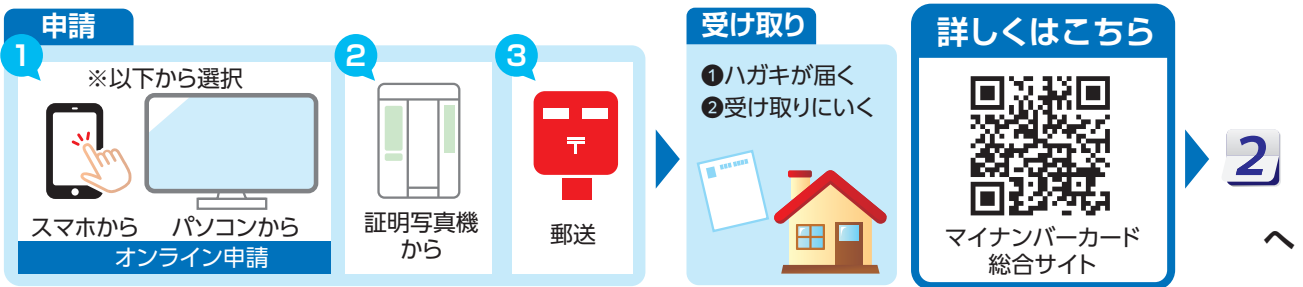 申請
1
※以下から選択
スマホから
パソコンから
オンライン申請
2
証明写真機
から
3
〒
郵送
受け取り
❶ハガキが届く
❷受け取りにいく
詳しくはこちら
マイナンバーカード
総合サイト
2
へ